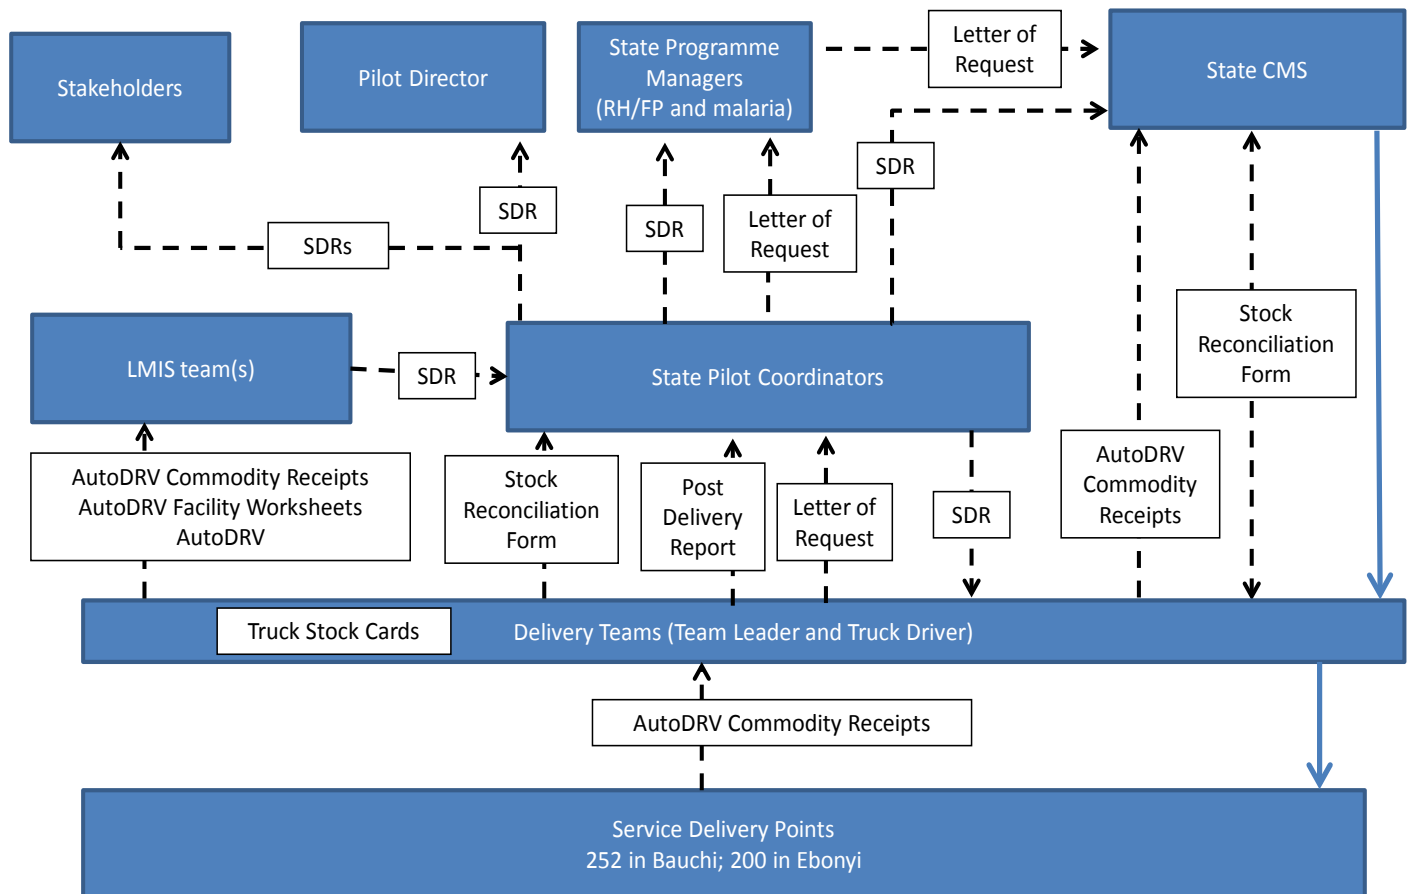 Stakeholders
Pilot Director
State Programme
Managers
(RH/FP and malaria)
Letter of
Request
State CMS
SDRs
SDR
SDR
Letter of
Request
SDR
LMIS team(s)
SDR
State Pilot Coordinators
Stock
Reconciliation
Form
AutoDRV Commodity Receipts
AutoDRV Facility Worksheets
AutoDRV
Stock
Reconciliation
Form
Post
Delivery
Report
Letter of
Request
SDR
AutoDRV
Commodity
Receipts
Truck Stock Cards
Delivery Teams (Team Leader and Truck Driver)
AutoDRV Commodity Receipts
Service Delivery Points
252 in Bauchi; 200 in Ebonyi